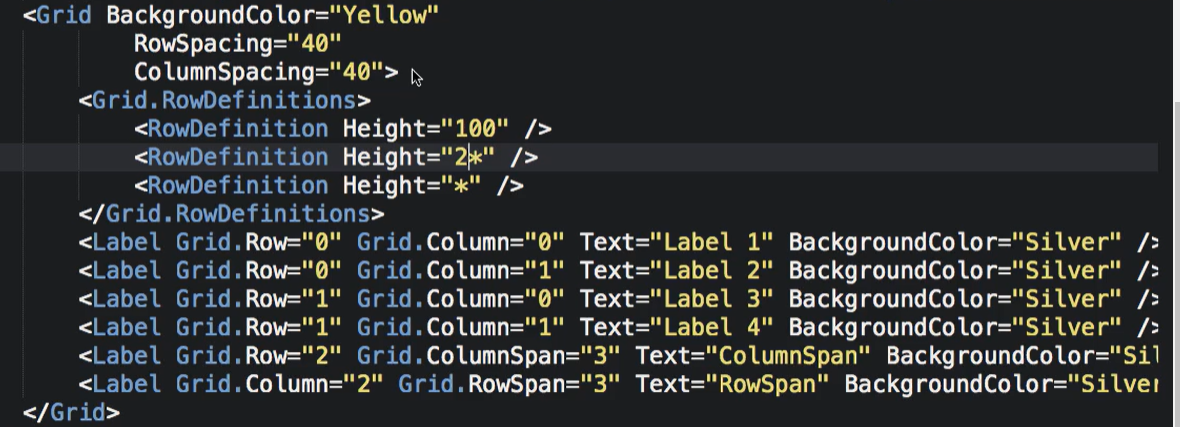 <Grid BackgroundColor="Yellow"
RowSpacing="40"
ColumnSpacing="40">
<Grid.RowDefinitions>
<RowDefinition Height="100" />
<RowDefinition Height="2*" />
<RowDefinition Height="*" />
</Grid.RowDefinitions>
<Label Grid.Row="0" Grid.Column="0" Text="Label 1" BackgroundColor="Silver" />
<Label Grid.Row="0" Grid.Column="1" Text="Label 2" BackgroundColor="Silver" />
<Label Grid.Row="1" Grid.Column="0" Text="Label 3" BackgroundColor="Silver" />
<Label Grid.Row="1" Grid.Column="1" Text="Label 4" BackgroundColor="Silver" />
<Label Grid.Row="2" Grid.ColumnSpan="3" Text="ColumnSpan" BackgroundColor="Sil
<Label Grid.Column="2" Grid.RowSpan="3" Text="RowSpan" BackgroundColor="Silver
</Grid>